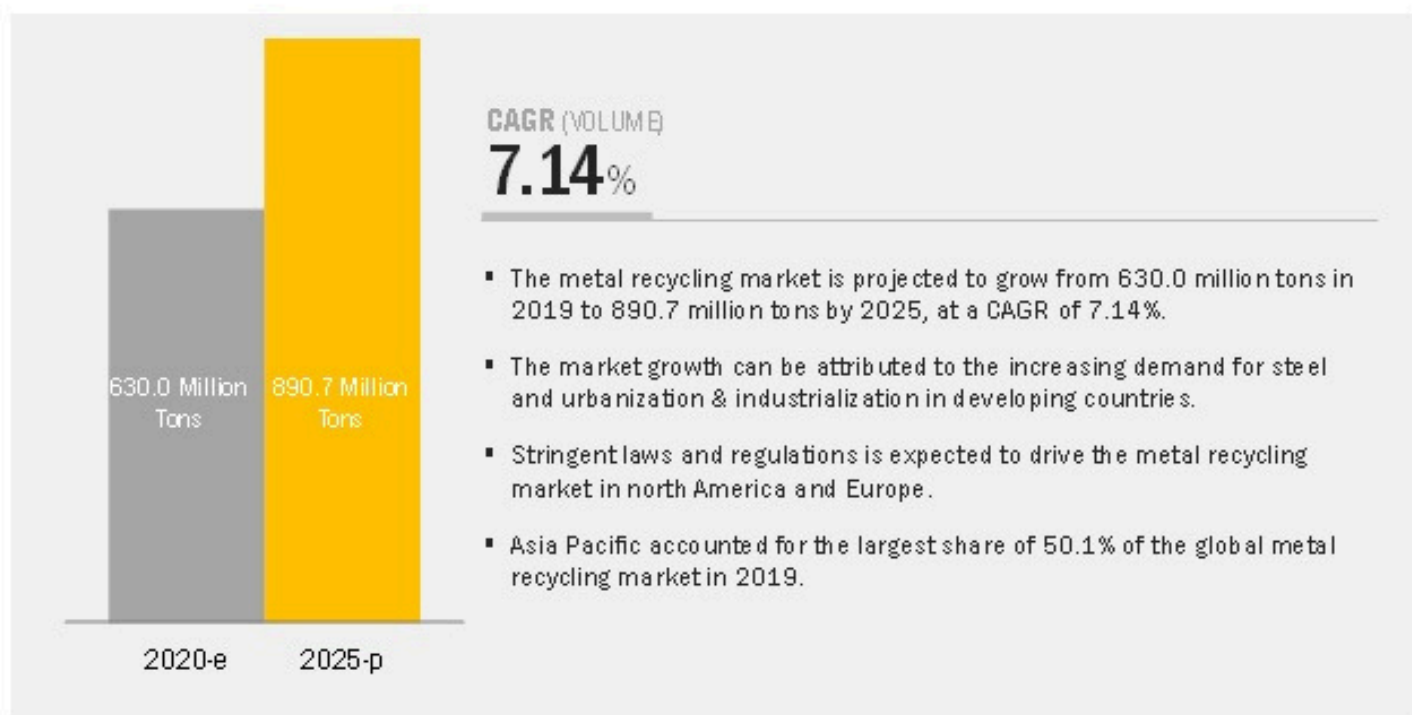 CAGR (VOLUME)
7.14%
▪ The metal recycling market is projected to grow from 630.0 million tons in
2019 to 890.7 million tons by 2025, at a CAGR of 7.14%.
▪ The market growth can be attributed to the increasing demand for steel
and urbanization & industrialization in developing countries.
▪ Stringent laws and regulations is expected to drive the metal recycling
market in north America and Europe.
▪ Asia Pacific accounted for the largest share of 50.1% of the global metal
recycling market in 2019.
630.0 Million
Tons
890.7 Million
Tons
2020-e
2025-p